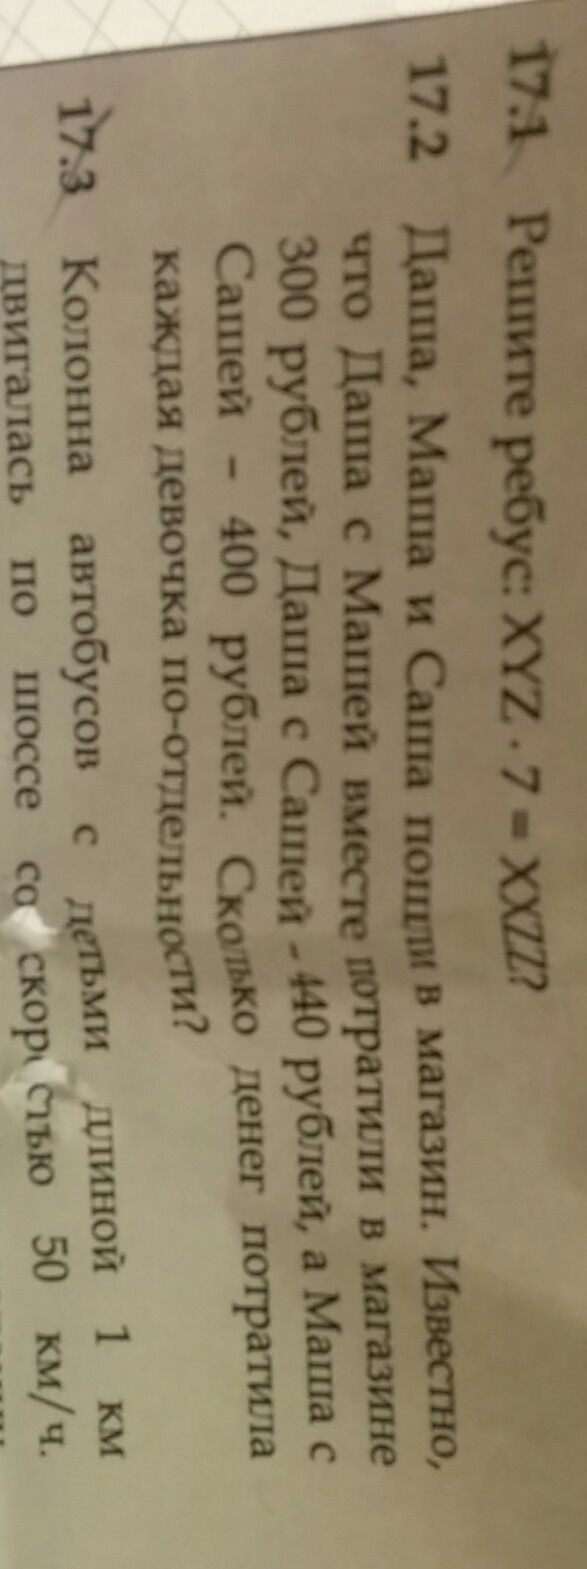 17.1 Решите ребус: XYZ · 7 = XXZZ?
17.2 Даша, Маша и Саша пошли в магазин. Известно,
что Даша с Машей вместе потратили в магазине
300 рублей, Даша с Сашей – 440 рублей, а Маша с
Сашей – 400 рублей. Сколько денег потратила
каждая девочка по-отдельности?
17.3 Колонна автобусов с детьми длиной 1 км
двигалась по шоссе со скоростью 50 км/ч.